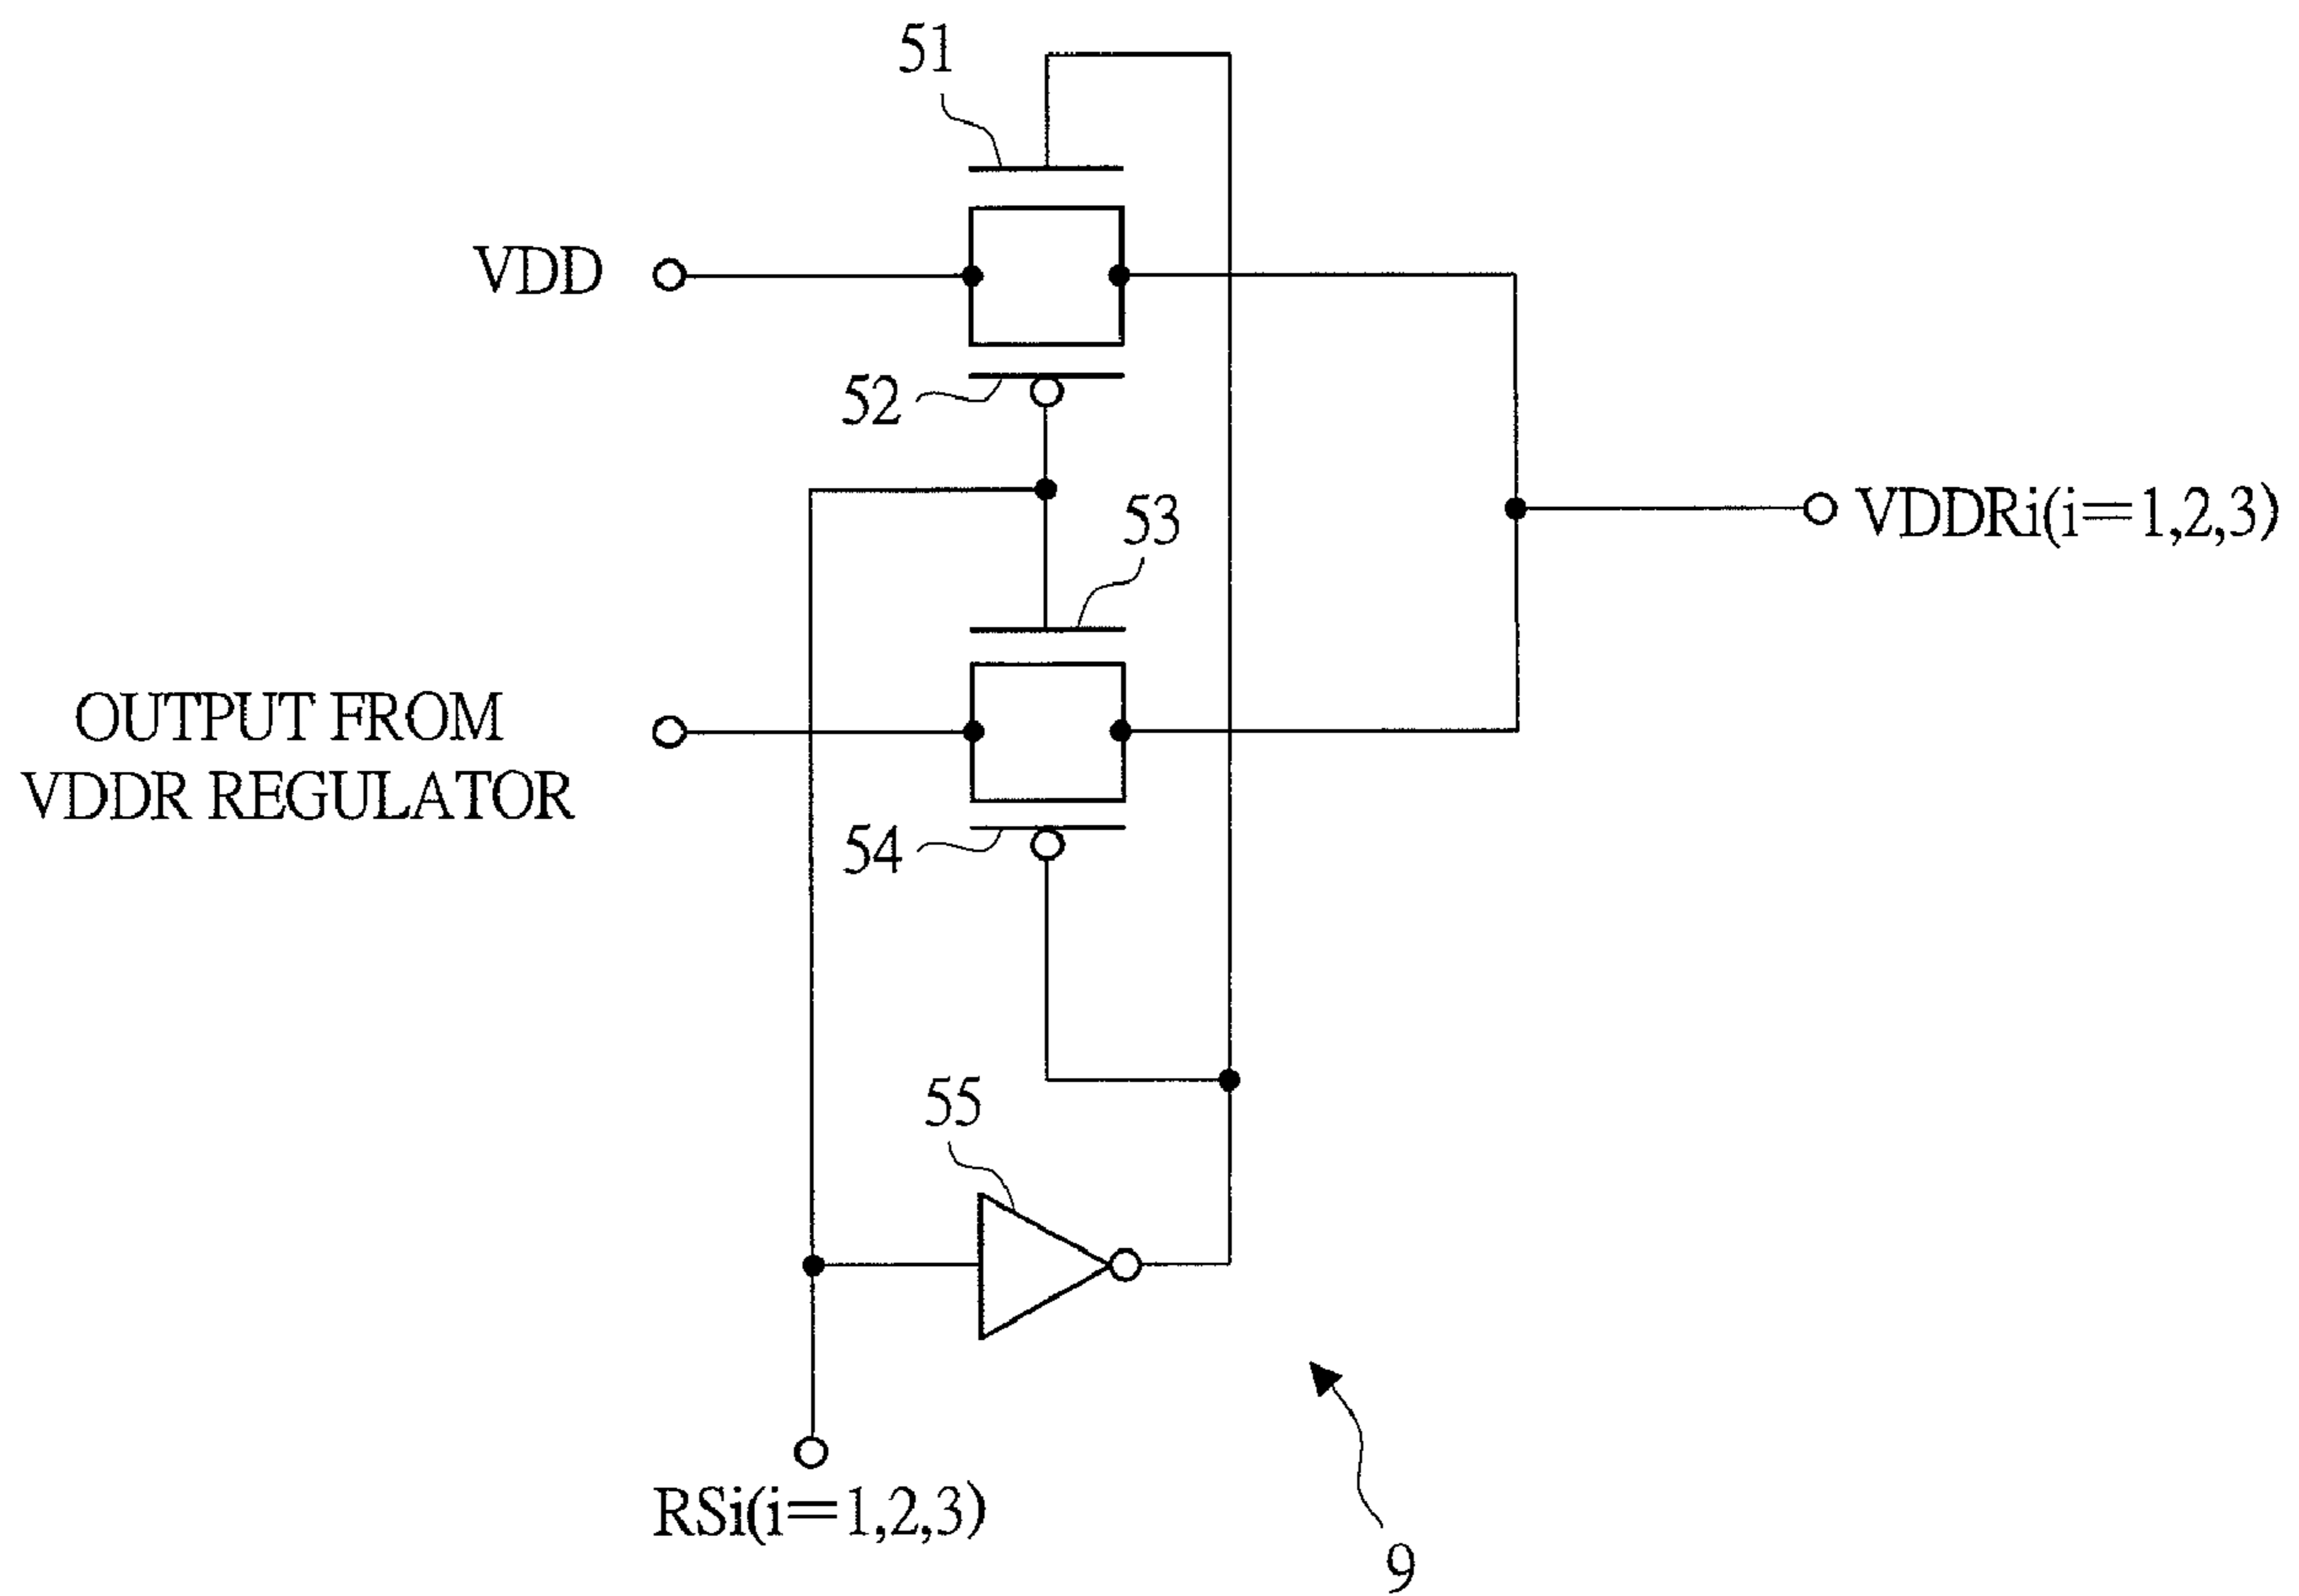 51
VDD
52
53
VDDRi(i=1,2,3)
OUTPUT FROM
VDDR REGULATOR
54
55
RSi(i=1,2,3)
9